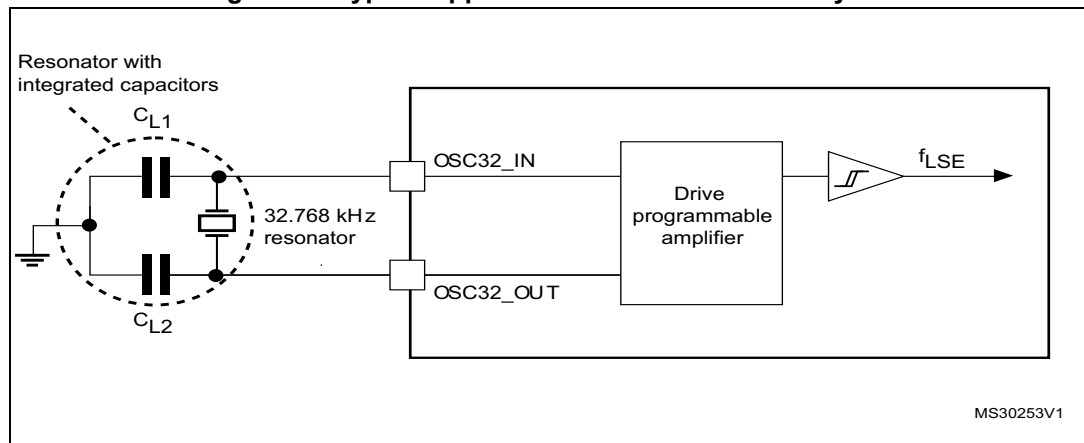 Resonator with
integrated capacitors
CL1
OSC32_IN
fLSE
32.768 kHz
resonator
Drive
programmable
amplifier
OSC32_OUT
CL2
MS30253V1